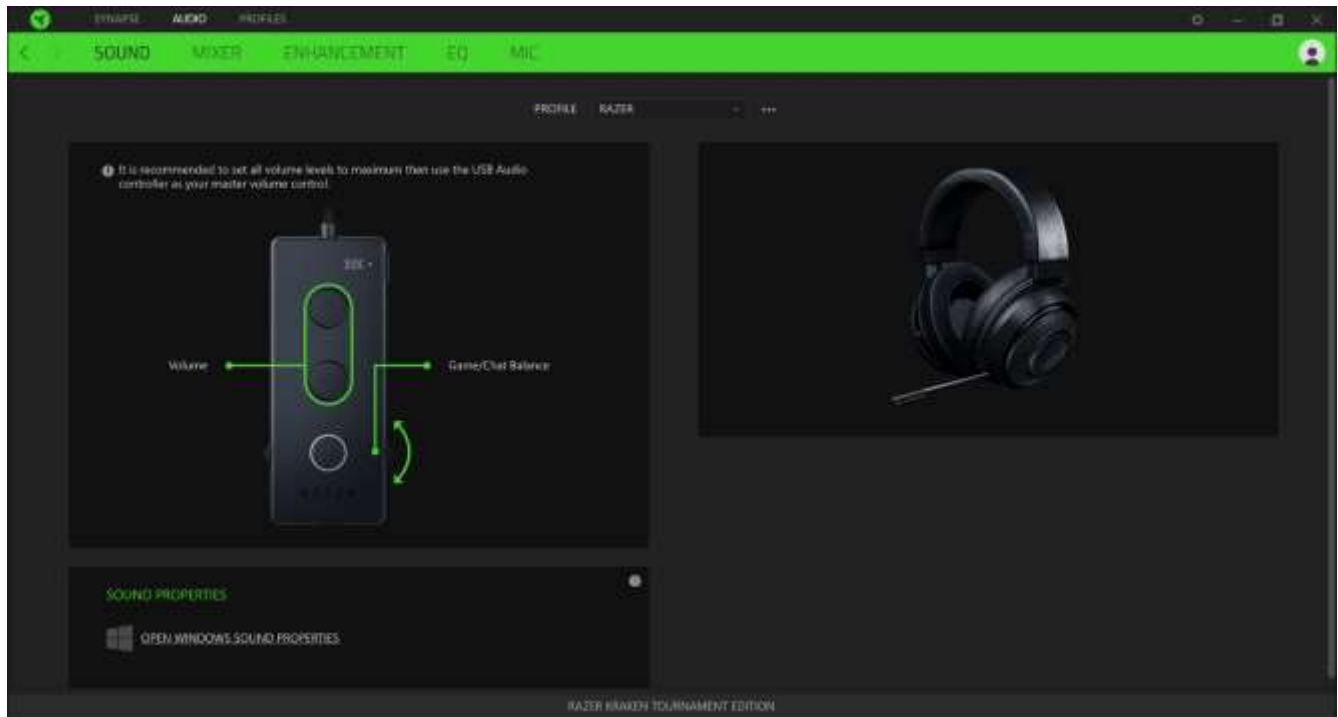 SYNAPSE AUDIO PROFILES
SOUND MIXER ENHANCEMENT EQ MIC
PROFILE RAZER
It is recommended to set all volume levels to maximum then use the USB Audio
controller as your master volume control.
Volume
Game/Chat Balance
SOUND PROPERTIES
OPEN WINDOWS SOUND PROPERTIES
RAZER KRAKEN TOURNAMENT EDITION